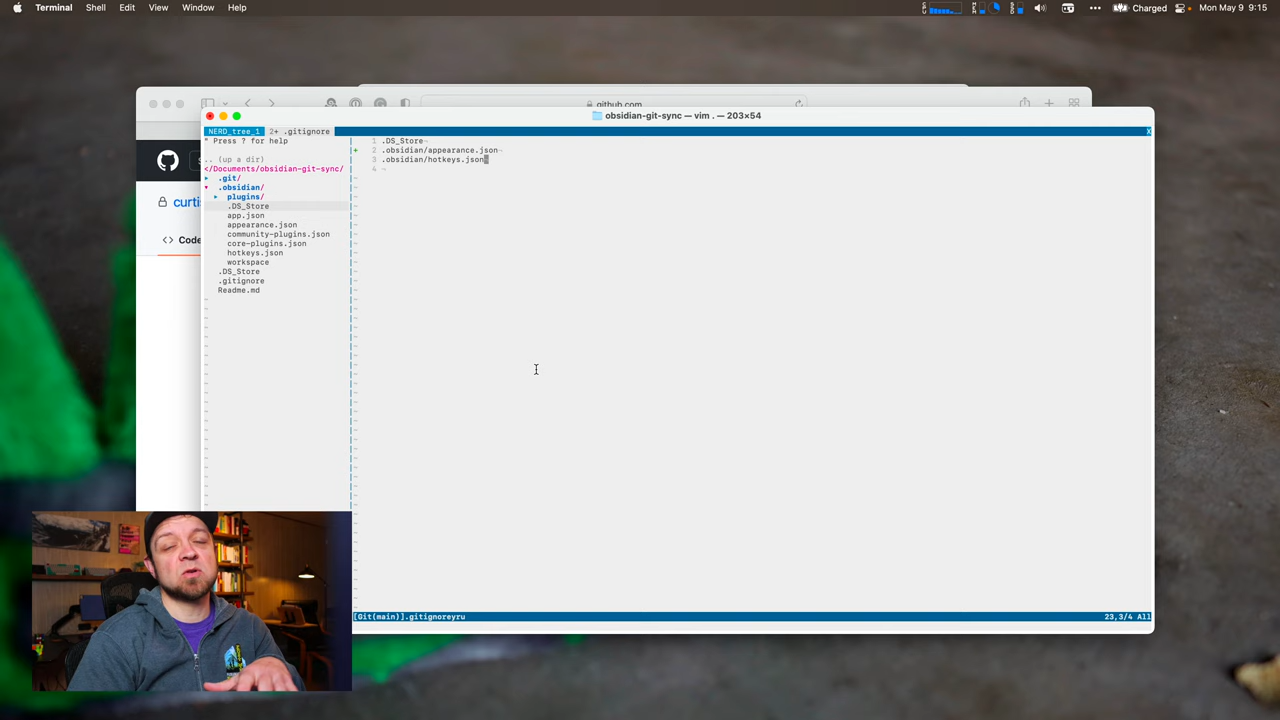 Shell Edit View Window Help
Terminal
Charged
Mon May 9 9:15
github.com
obsidian-git-sync — vim . — 203×54
NERD_tree_1 2+ .gitignore X
" Press ? for help
.. (up a dir)
</Documents/obsidian-git-sync/
.git/
.obsidian/
plugins/
.DS_Store
app.json
appearance.json
community-plugins.json
core-plugins.json
hotkeys.json
workspace
.DS_Store
.gitignore
Readme.md
1 .DS_Store
2 .obsidian/appearance.json
3 .obsidian/hotkeys.json
4
curtis
Code
[Git(main)].gitignoreyru 23,3/4 All